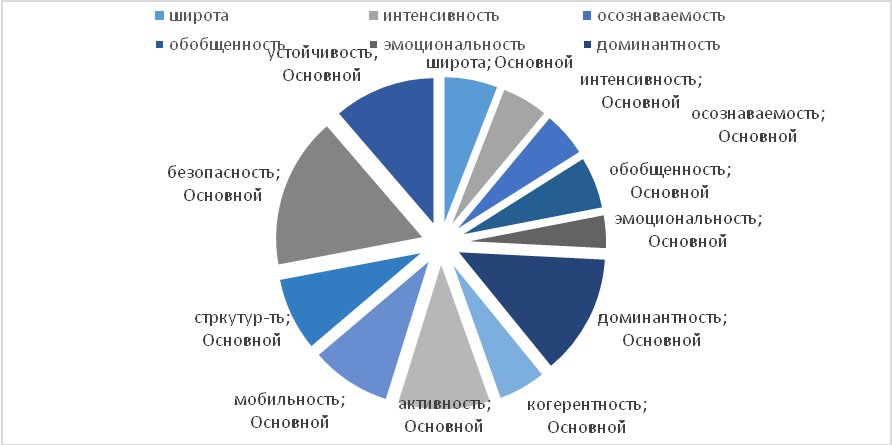 широта
интенсивность
осознаваемость
обобщенность
эмоциональность
доминантность
устойчивость;
Основной
широта; Основной
интенсивность;
Основной
осознаваемость;
Основной
обобщенность;
Основной
эмоциональность;
Основной
доминантность;
Основной
когерентность;
Основной
активность;
Основной
мобильность;
Основной
стркутур-ть;
Основной
безопасность;
Основной